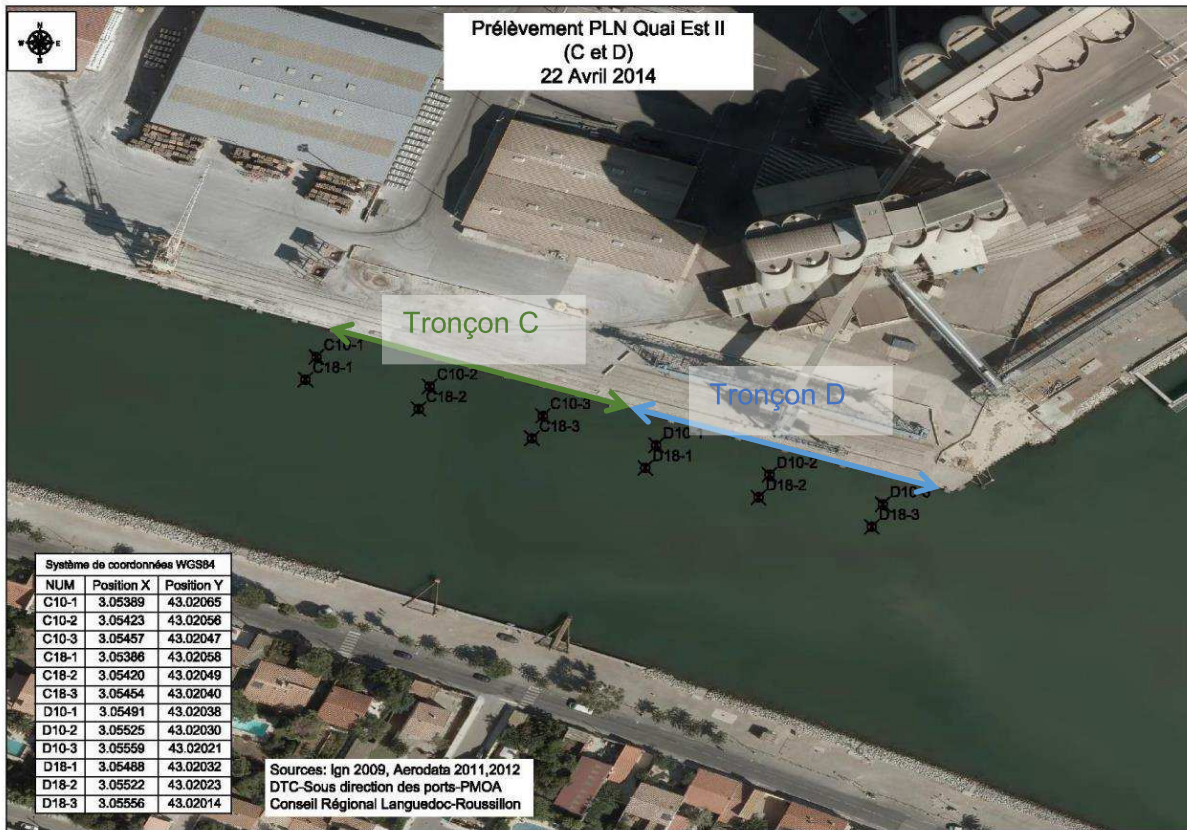 Prélèvement PLN Quai Est II
(C et D)
22 Avril 2014
N
W E
S
Tronçon C
Tronçon D
C10-1
C18-1
C10-2
C18-2
C10-3
C18-3
D10-1
D18-1
D10-2
D18-2
D10-3
D18-3
Système de coordonnées WGS84
NUM Position X Position Y
C10-1 3.05389 43.02065
C10-2 3.05423 43.02056
C10-3 3.05457 43.02047
C18-1 3.05386 43.02058
C18-2 3.05420 43.02049
C18-3 3.05454 43.02040
D10-1 3.05491 43.02038
D10-2 3.05525 43.02030
D10-3 3.05559 43.02021
D18-1 3.05488 43.02032
D18-2 3.05522 43.02023
D18-3 3.05556 43.02014
Sources: Ign 2009, Aerodata 2011,2012
DTC-Sous direction des ports-PMOA
Conseil Régional Languedoc-Roussillon